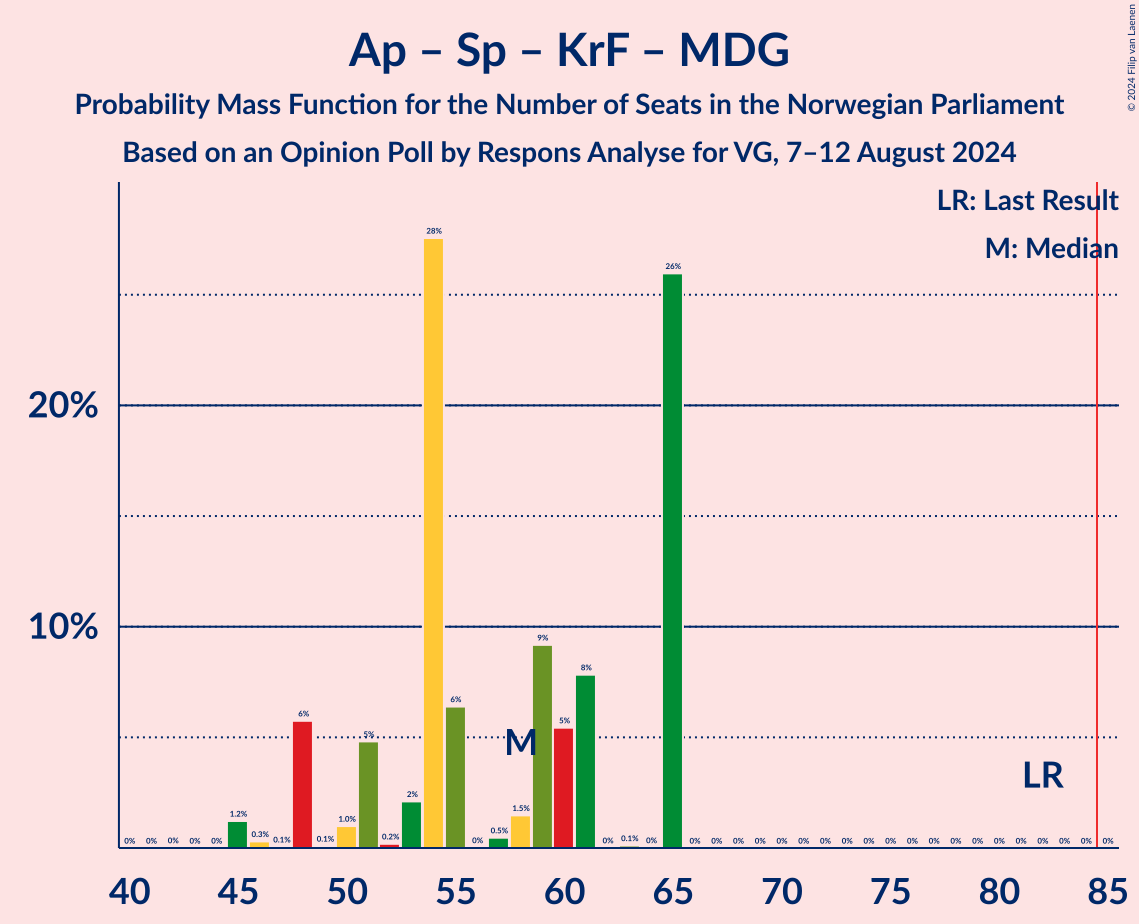 Ap – Sp – KrF – MDG
Probability Mass Function for the Number of Seats in the Norwegian Parliament
Based on an Opinion Poll by Respons Analyse for VG, 7–12 August 2024
© 2024 Filip van Laenen
LR: Last Result
M: Median
20%
10%
0% 0% 0% 0% 0% 1.2% 0.3% 0.1% 6% 0.1% 1.0% 5% 0.2% 2% 28% 6% 0% 0.5% 1.5% 9% 5% 8% 0% 0.1% 0% 26% 0% 0% 0% 0% 0% 0% 0% 0% 0% 0% 0% 0% 0% 0% 0% 0% 0% 0% 0% 0%
M
LR
40 45 50 55 60 65 70 75 80 85